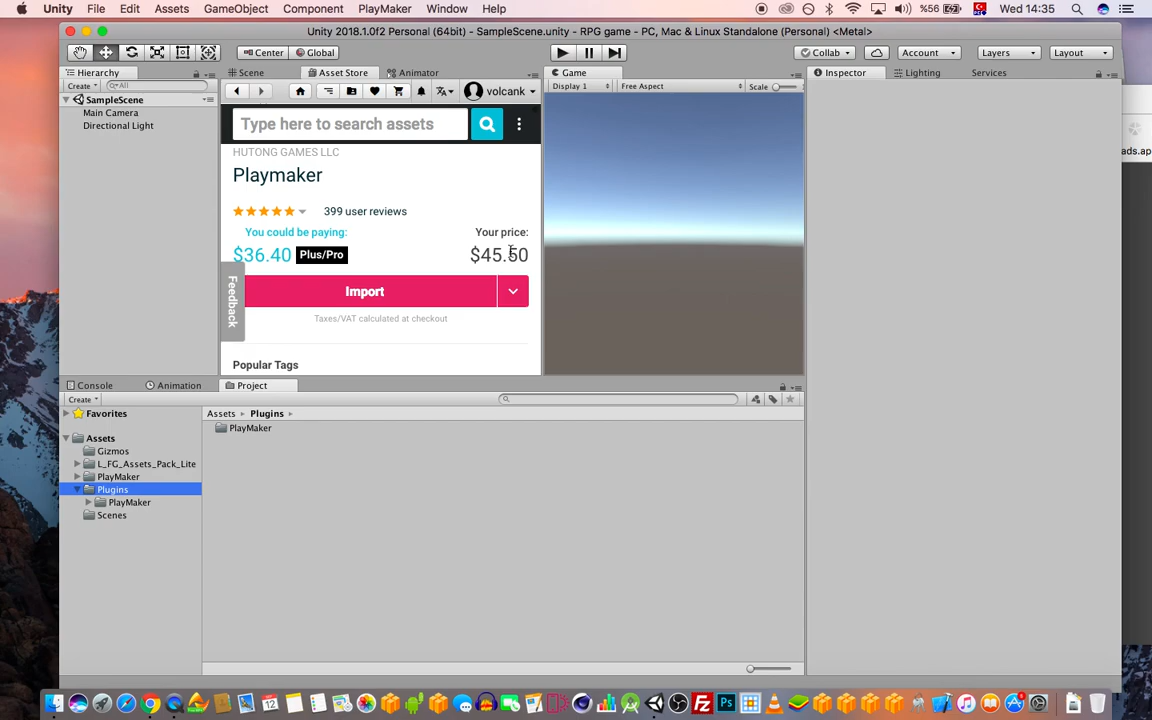 Unity File Edit Assets GameObject Component PlayMaker Window Help %56 Wed 14:35
Unity 2018.1.0f2 Personal (64bit) - SampleScene.unity - RPG game - PC, Mac & Linux Standalone (Personal) <Metal>
Center Global Collab Account Layers Layout
Hierarchy Scene Asset Store Animator Game Inspector Lighting Services
Create All volcank Display 1 Free Aspect Scale
SampleScene
Main Camera
Directional Light
Type here to search assets
ads.ap
HUTONG GAMES LLC
Playmaker
399 user reviews
You could be paying: Your price:
$36.40 Plus/Pro $45.50
Feedback
Import
Taxes/VAT calculated at checkout
Popular Tags
Console Animation Project
Create
Favorites
Assets Plugins
Assets
Gizmos
L_FG_Assets_Pack_Lite
PlayMaker
Plugins
PlayMaker
Scenes
PlayMaker
12
Ps